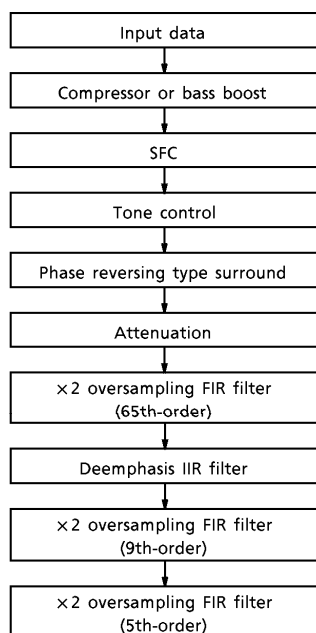 Input data
Compressor or bass boost
SFC
Tone control
Phase reversing type surround
Attenuation
×2 oversampling FIR filter
(65th-order)
Deemphasis IIR filter
×2 oversampling FIR filter
(9th-order)
×2 oversampling FIR filter
(5th-order)